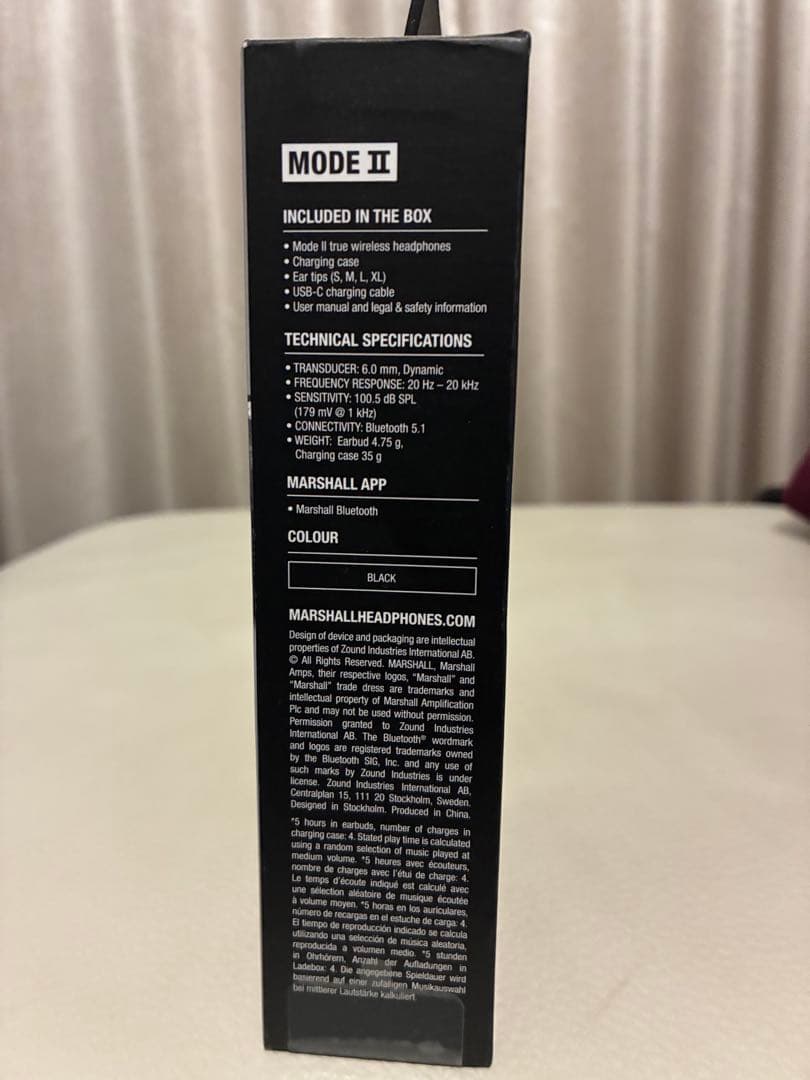 MODE II
INCLUDED IN THE BOX
• Mode II true wireless headphones
• Charging case
• Ear tips (S, M, L, XL)
• USB-C charging cable
• User manual and legal & safety information
TECHNICAL SPECIFICATIONS
• TRANSDUCER: 6.0 mm, Dynamic
• FREQUENCY RESPONSE: 20 Hz – 20 kHz
• SENSITIVITY: 100.5 dB SPL
(179 mV @ 1 kHz)
• CONNECTIVITY: Bluetooth 5.1
• WEIGHT: Earbud 4.75 g,
Charging case 35 g
MARSHALL APP
• Marshall Bluetooth
COLOUR
BLACK
MARSHALLHEADPHONES.COM
Design of device and packaging are intellectual
properties of Zound Industries International AB.
© All Rights Reserved. MARSHALL, Marshall
Amps, their respective logos, "Marshall" and
"Marshall" trade dress are trademarks and
intellectual property of Marshall Amplification
Plc and may not be used without permission.
Permission granted to Zound Industries
International AB. The Bluetooth® wordmark
and logos are registered trademarks owned
by the Bluetooth SIG, Inc. and any use of
such marks by Zound Industries is under
license. Zound Industries International AB,
Centralplan 15, 111 20 Stockholm, Sweden.
Designed in Stockholm. Produced in China.
*5 hours in earbuds, number of charges in
charging case: 4. Stated play time is calculated
using a random selection of music played at
medium volume. *5 heures avec écouteurs,
nombre de charges avec l'étui de charge: 4.
Le temps d'écoute indiqué est calculé avec
une sélection aléatoire de musique écoutée
à volume moyen. *5 horas en los auriculares,
número de recargas en el estuche de carga: 4.
El tiempo de reproducción indicado se calcula
utilizando una selección de música aleatoria,
reproducida a volumen medio. *5 stunden
in Ohrhörern, Anzahl der Aufladungen in
Ladebox: 4. Die angegebene Spieldauer wird
basierend auf einer zufälligen Musikauswahl
bei mittlerer Lautstärke kalkuliert.